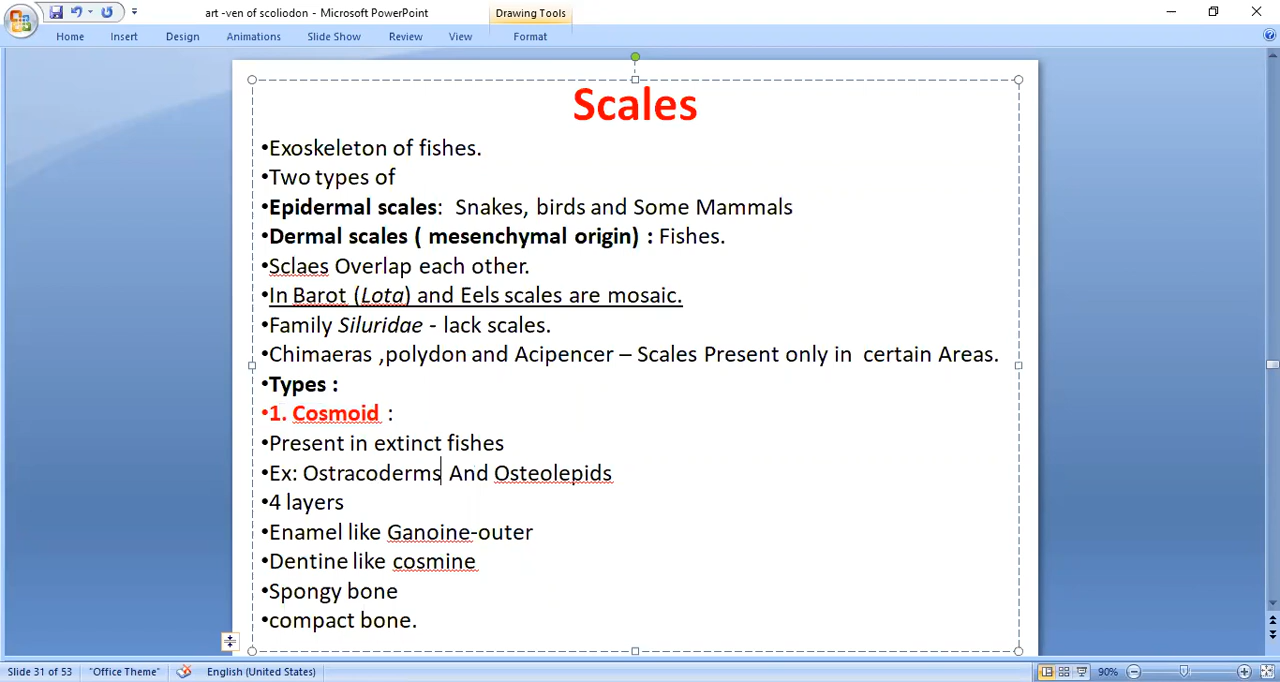 art -ven of scoliodon - Microsoft PowerPoint
Drawing Tools
Home Insert Design Animations Slide Show Review View Format
Scales
•Exoskeleton of fishes.
•Two types of
•Epidermal scales:  Snakes, birds and Some Mammals
•Dermal scales ( mesenchymal origin) : Fishes.
•Sclaes Overlap each other.
•In Barot (Lota) and Eels scales are mosaic.
•Family Siluridae - lack scales.
•Chimaeras ,polydon and Acipencer – Scales Present only in  certain Areas.
•Types :
•1. Cosmoid :
•Present in extinct fishes
•Ex: Ostracoderms And Osteolepids
•4 layers
•Enamel like Ganoine-outer
•Dentine like cosmine
•Spongy bone
•compact bone.
Slide 31 of 53 "Office Theme" English (United States) 90%